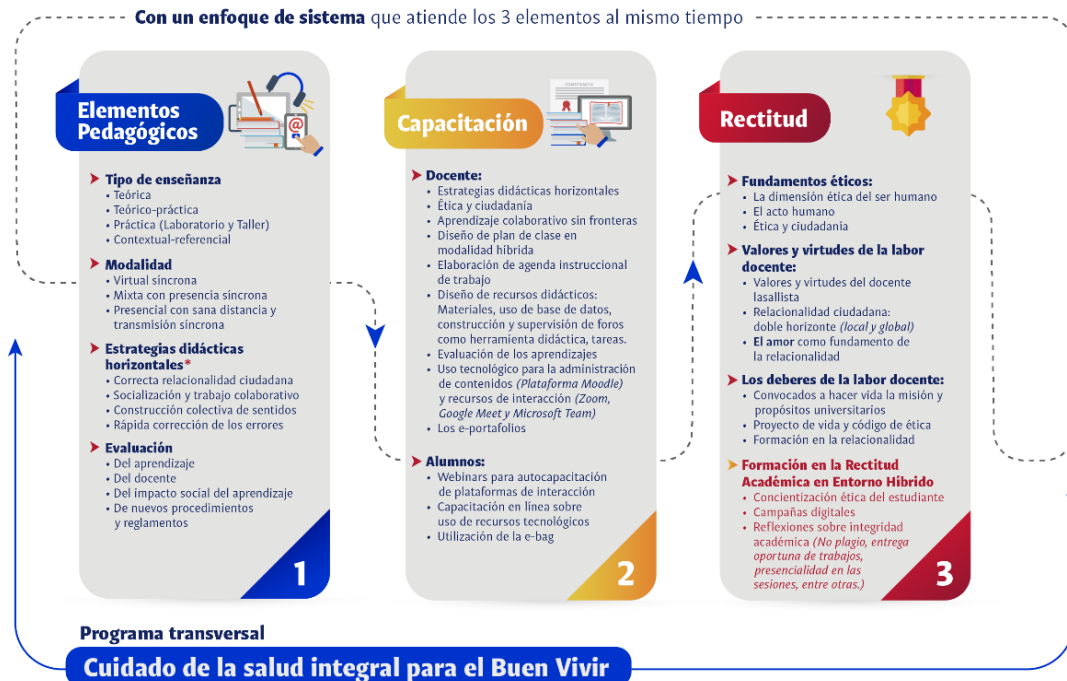 Con un enfoque de sistema que atiende los 3 elementos al mismo tiempo
Elementos
Pedagógicos
Tipo de enseñanza
• Teórica
• Teórico-práctica
• Práctica (Laboratorio y Taller)
• Contextual-referencial
Modalidad
• Virtual síncrona
• Mixta con presencia síncrona
• Presencial con sana distancia y
transmisión síncrona
Estrategias didácticas
horizontales*
• Correcta relacionalidad ciudadana
• Socialización y trabajo colaborativo
• Construcción colectiva de sentidos
• Rápida corrección de los errores
Evaluación
• Del aprendizaje
• Del docente
• Del impacto social del aprendizaje
• De nuevos procedimientos
y reglamentos
1
Capacitación
Docente:
• Estrategias didácticas horizontales
• Ética y ciudadanía
• Aprendizaje colaborativo sin fronteras
• Diseño de plan de clase en
modalidad híbrida
• Elaboración de agenda instruccional
de trabajo
• Diseño de recursos didácticos:
Materiales, uso de base de datos,
construcción y supervisión de foros
como herramienta didáctica, tareas.
• Evaluación de los aprendizajes
• Uso tecnológico para la administración
de contenidos (Plataforma Moodle)
y recursos de interacción (Zoom,
Google Meet y Microsoft Team)
• Los e-portafolios
Alumnos:
• Webinars para autocapacitación
de plataformas de interacción
• Capacitación en línea sobre
uso de recursos tecnológicos
• Utilización de la e-bag
2
Rectitud
Fundamentos éticos:
• La dimensión ética del ser humano
• El acto humano
• Ética y ciudadanía
Valores y virtudes de la labor
docente:
• Valores y virtudes del docente
lasallista
• Relacionalidad ciudadana:
doble horizonte (local y global)
• El amor como fundamento de
la relacionalidad
Los deberes de la labor docente:
• Convocados a hacer vida la misión y
propósitos universitarios
• Proyecto de vida y código de ética
• Formación en la relacionalidad
Formación en la Rectitud
Académica en Entorno Híbrido
• Concientización ética del estudiante
• Campañas digitales
• Reflexiones sobre integridad
académica (No plagio, entrega
oportuna de trabajos,
presencialidad en las
sesiones, entre otras.)
3
Programa transversal
Cuidado de la salud integral para el Buen Vivir